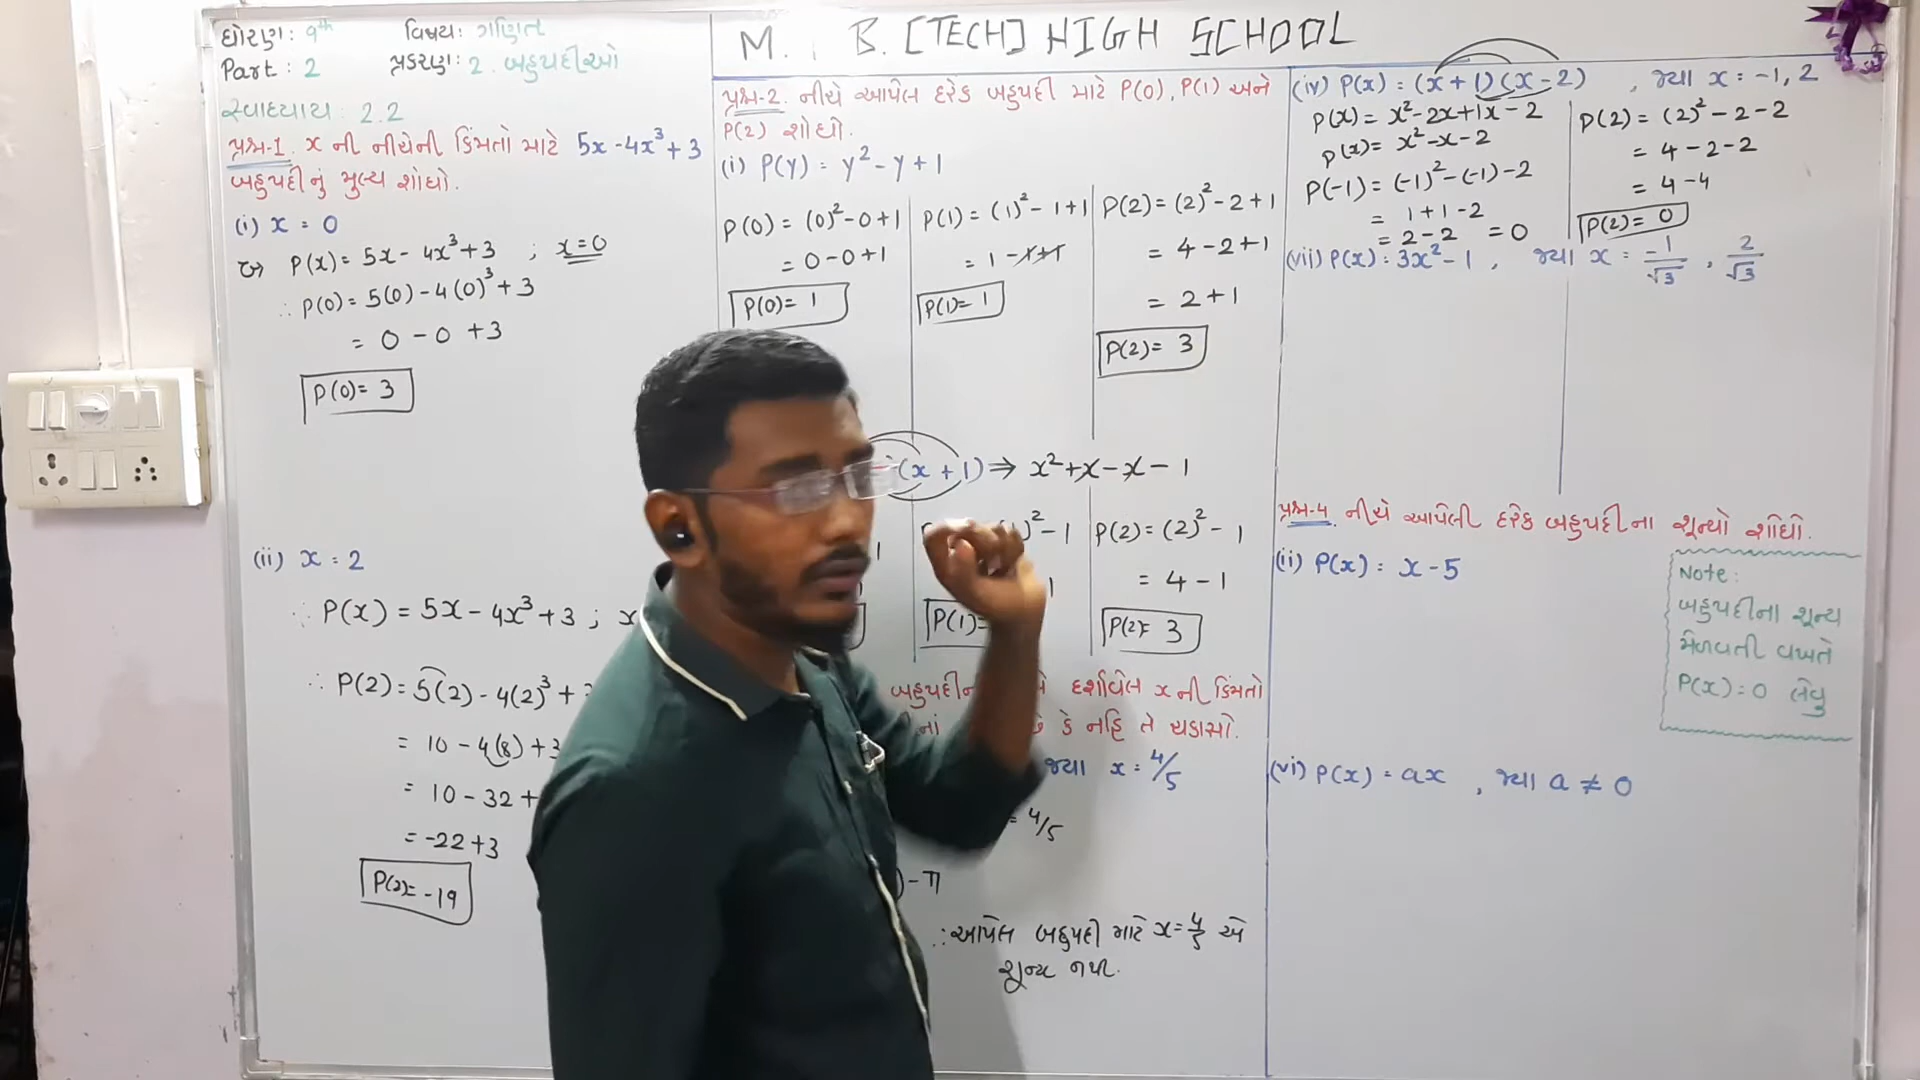 ધોરણ: 9th વિષય: ગણિત
Part: 2 પ્રકરણ: 2. બહુપદીઓ
સ્વાધ્યાય: 2.2
પ્રશ્ન-1. x ની નીચેની કિંમતો માટે 5x - 4x³ + 3
બહુપદીનું મુલ્ય શોધો.
(i) x = 0
P(x) = 5x - 4x³ + 3 ; x = 0
∴ P(0) = 5(0) - 4(0)³ + 3
= 0 - 0 + 3
P(0) = 3
(ii) x = 2
∴ P(x) = 5x - 4x³ + 3 ; x
∴ P(2) = 5(2) - 4(2)³ +
= 10 - 4(8) + 3
= 10 - 32 +
= -22 + 3
P(2) = -19
M. B. [TECH] HIGH SCHOOL
પ્રશ્ન-2. નીચે આપેલ દરેક બહુપદી માટે P(0), P(1) અને
P(2) શોધો.
(i) P(y) = y² - y + 1
P(0) = (0)² - 0 + 1
= 0 - 0 + 1
P(0) = 1
P(1) = (1)² - 1 + 1
= 1 - 1 + 1
P(1) = 1
P(2) = (2)² - 2 + 1
= 4 - 2 + 1
= 2 + 1
P(2) = 3
(x + 1) ⇒ x² + x - x - 1
)² - 1
1
P(1) =
P(2) = (2)² - 1
= 4 - 1
P(2) = 3
દર્શાવેલ x ની કિંમતો
કે નહિ તે ચકાસો.
જ્યા x = 4/5
= 4/5
) - π
∴ આપેલ બહુપદી માટે x = 4/5 એ
શૂન્ય નથી.
(iv) P(x) = (x + 1)(x - 2) , જ્યા x = -1, 2
P(x) = x² - 2x + 1x - 2
P(x) = x² - x - 2
P(-1) = (-1)² - (-1) - 2
= 1 + 1 - 2
= 2 - 2 = 0
P(2) = (2)² - 2 - 2
= 4 - 2 - 2
= 4 - 4
P(2) = 0
(vii) P(x) = 3x² - 1 , જ્યા x = -1/√3 , 2/√3
પ્રશ્ન-4. નીચે આપેલી દરેક બહુપદીના શૂન્યો શોધો.
(ii) P(x) = x - 5
Note:
બહુપદીના શૂન્ય
મેળવતી વખતે
P(x) = 0 લેવુ
(vi) P(x) = ax , જ્યા a ≠ 0